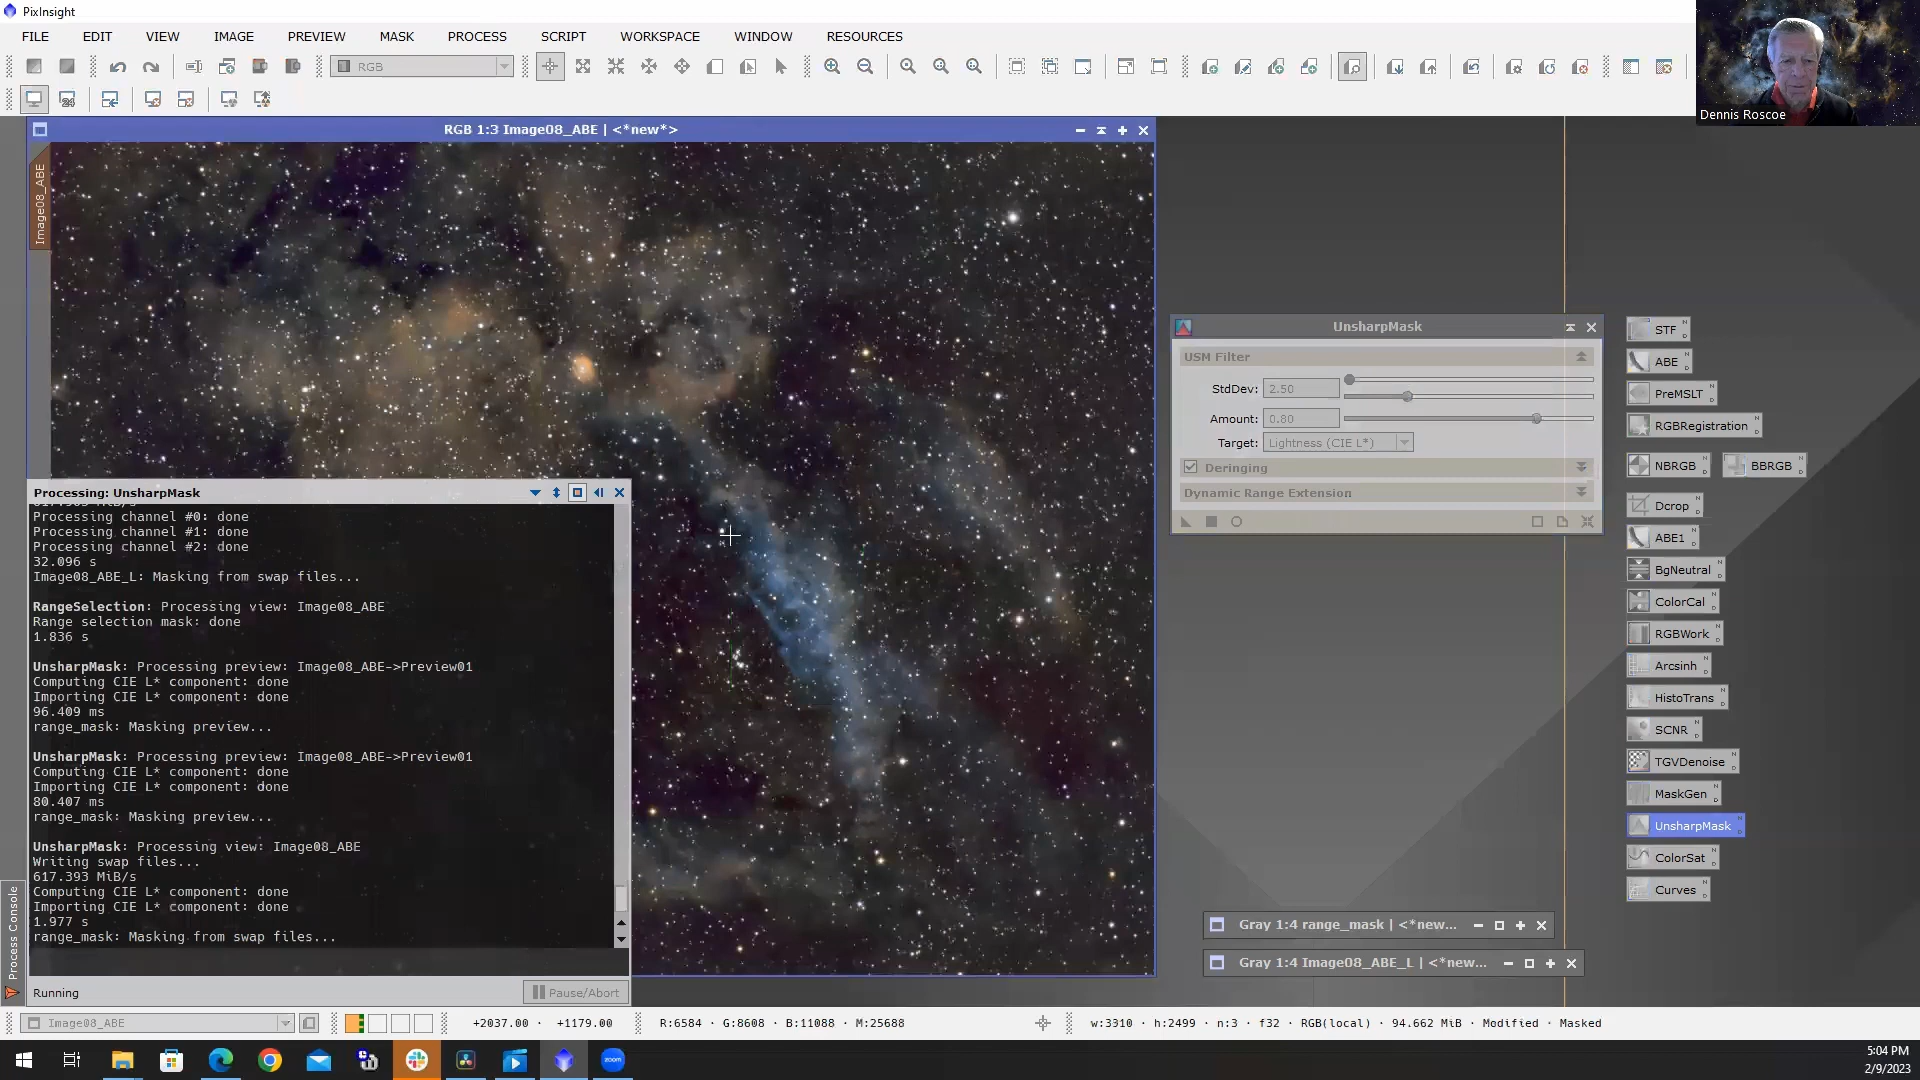 PixInsight
FILE EDIT VIEW IMAGE PREVIEW MASK PROCESS SCRIPT WORKSPACE WINDOW RESOURCES
RGB
24
Dennis Roscoe
RGB 1:3 Image08_ABE | <*new*>
Image08_ABE
UnsharpMask
USM Filter
StdDev: 2.50
Amount: 0.80
Target: Lightness (CIE L*)
Deringing
Dynamic Range Extension
STF
ABE
PreMSLT
RGBRegistration
NBRGB BBRGB
Dcrop
ABE1
BgNeutral
ColorCal
RGBWork
Arcsinh
HistoTrans
SCNR
TGVDenoise
MaskGen
UnsharpMask
ColorSat
Curves
Processing: UnsharpMask
Processing channel #0: done
Processing channel #1: done
Processing channel #2: done
32.096 s
Image08_ABE_L: Masking from swap files...
RangeSelection: Processing view: Image08_ABE
Range selection mask: done
1.836 s
UnsharpMask: Processing preview: Image08_ABE->Preview01
Computing CIE L* component: done
Importing CIE L* component: done
96.409 ms
range_mask: Masking preview...
UnsharpMask: Processing preview: Image08_ABE->Preview01
Computing CIE L* component: done
Importing CIE L* component: done
80.407 ms
range_mask: Masking preview...
UnsharpMask: Processing view: Image08_ABE
Writing swap files...
617.393 MiB/s
Computing CIE L* component: done
Importing CIE L* component: done
1.977 s
range_mask: Masking from swap files...
Process Console
Running
Pause/Abort
Gray 1:4 range_mask | <*new...
Gray 1:4 Image08_ABE_L | <*new...
Image08_ABE
+2037.00 · +1179.00
R:6584 · G:8608 · B:11088 · M:25688
w:3310 · h:2499 · n:3 · f32 · RGB(local) · 94.662 MiB · Modified · Masked
zoom
5:04 PM
2/9/2023